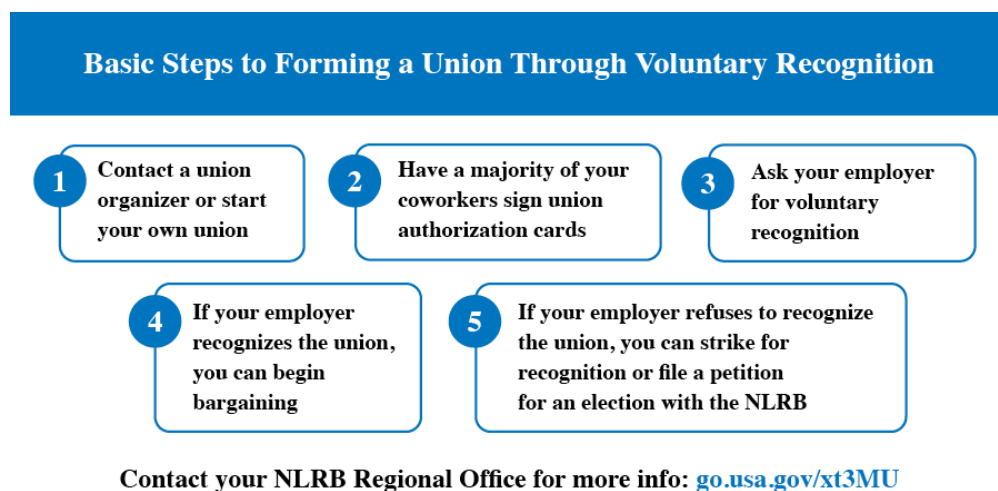 Basic Steps to Forming a Union Through Voluntary Recognition
1
Contact a union
organizer or start
your own union
2
Have a majority of your
coworkers sign union
authorization cards
3
Ask your employer
for voluntary
recognition
4
If your employer
recognizes the union,
you can begin
bargaining
5
If your employer refuses to recognize
the union, you can strike for
recognition or file a petition
for an election with the NLRB
Contact your NLRB Regional Office for more info: go.usa.gov/xt3MU